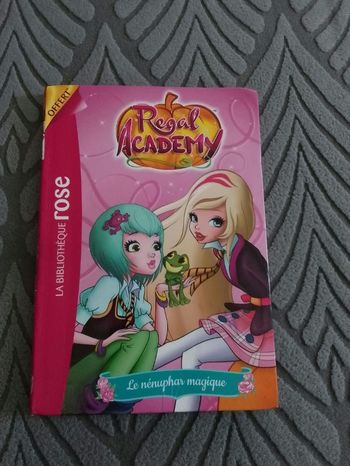 OFFERT
Regal
ACADEMY
LA BIBLIOTHÈQUE rose
Le nénuphar magique